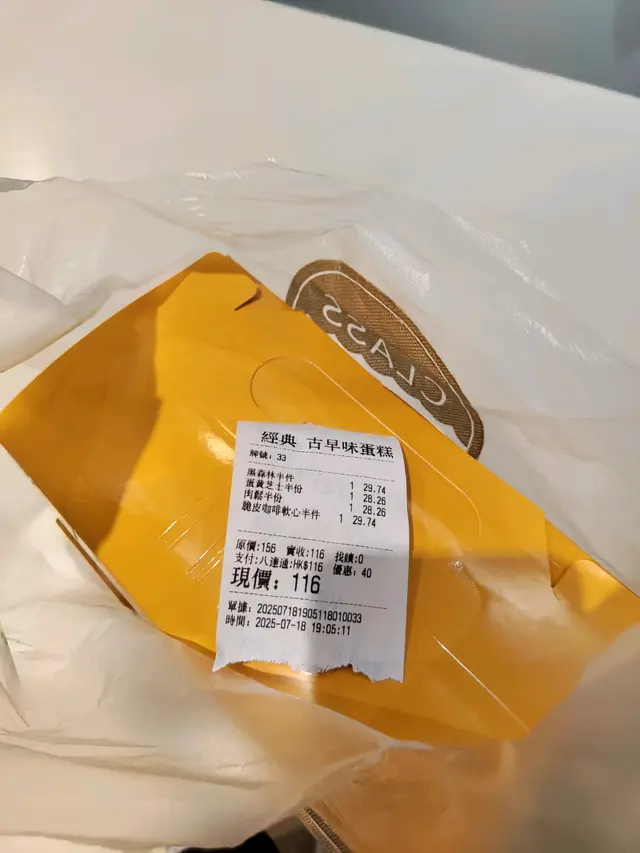 CLASS
經典 古早味蛋糕
牌號：33
黑森林半件 1 29.74
蛋黃芝士半份 1 28.26
肉鬆半份 1 28.26
脆皮咖啡軟心半件 1 29.74
原價:156 實收:116 找續:0
支付:八達通:HK$116 優惠：40
現價：116
單據：202507181905118010033
時間：2025-07-18 19:05:11